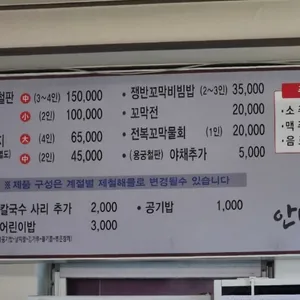 철판 中 (3~4인) 150,000
小 (2인) 100,000
大 (4인) 65,000
中 (2인) 45,000
• 쟁반꼬막비빔밥 (2~3인) 35,000
• 꼬막전 20,000
• 전복꼬막물회 (1인) 20,000
(용궁철판) 야채추가 5,000
제품 구성은 계절별 제철해물로 변경될수 있습니다
칼국수 사리 추가 2,000
어린이밥 3,000
• 공기밥 1,000